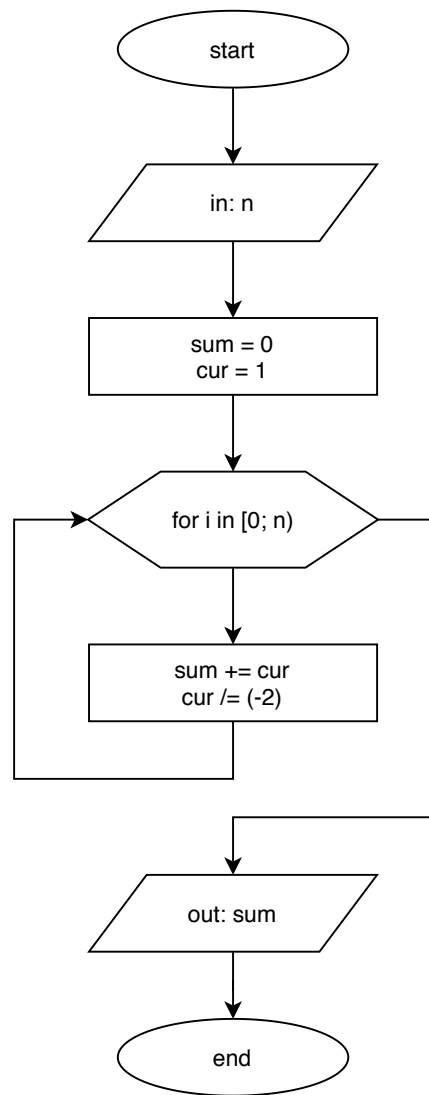 start
in: n
sum = 0
cur = 1
for i in [0; n)
sum += cur
cur /= (-2)
out: sum
end